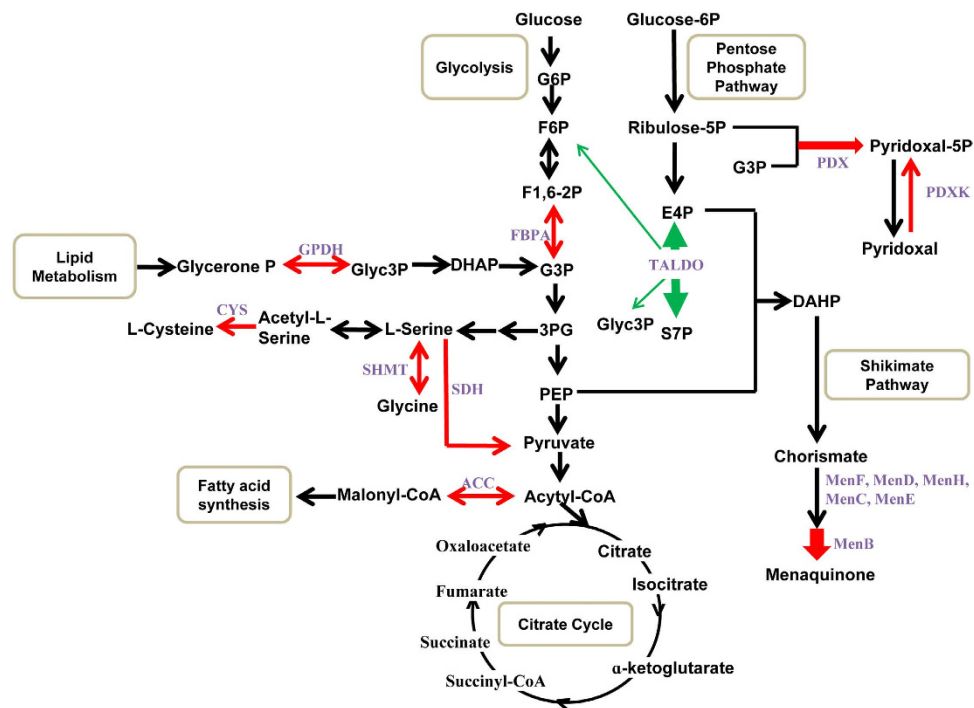 Glucose
Glucose-6P
Glycolysis
Pentose
Phosphate
Pathway
G6P
F6P
Ribulose-5P
Pyridoxal-5P
PDX
G3P
PDXK
F1,6-2P
E4P
Pyridoxal
FBPA
Lipid
Metabolism
GPDH
Glycerone P
Glyc3P
DHAP
G3P
TALDO
DAHP
CYS
L-Cysteine
Acetyl-L-
Serine
L-Serine
3PG
Glyc3P
S7P
SHMT
SDH
Shikimate
Pathway
Glycine
PEP
Pyruvate
Chorismate
Fatty acid
synthesis
Malonyl-CoA
ACC
Acytyl-CoA
MenF, MenD, MenH,
MenC, MenE
MenB
Menaquinone
Oxaloacetate
Citrate
Isocitrate
Fumarate
Citrate Cycle
Succinate
α-ketoglutarate
Succinyl-CoA